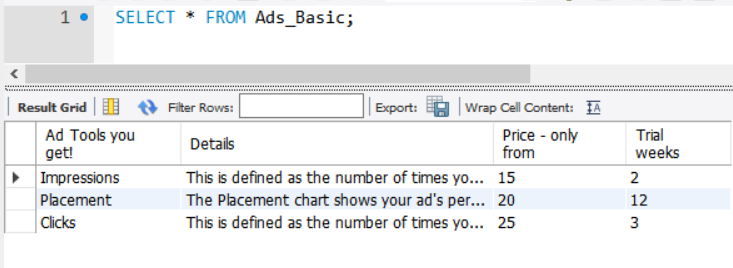 1 SELECT * FROM Ads_Basic;
Result Grid Filter Rows: Export: Wrap Cell Content:
Ad Tools you get! Details Price - only from Trial weeks
Impressions This is defined as the number of times yo... 15 2
Placement The Placement chart shows your ad's per... 20 12
Clicks This is defined as the number of times yo... 25 3